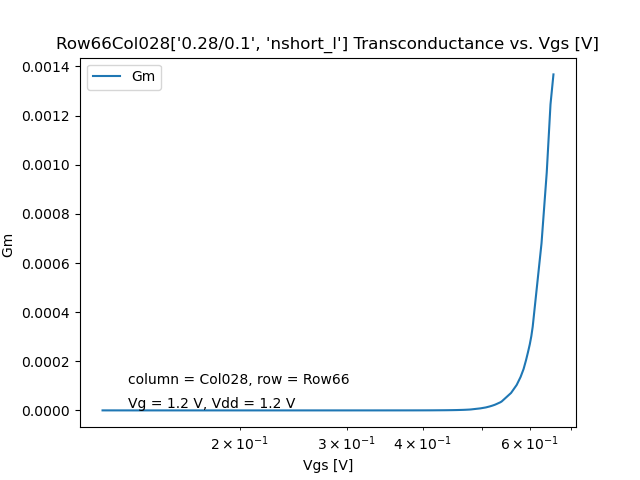 Row66Col028['0.28/0.1', 'nshort_l'] Transconductance vs. Vgs [V]
0.0014
Gm
0.0012
0.0010
0.0008
0.0006
0.0004
0.0002
0.0000
Gm
column = Col028, row = Row66
Vg = 1.2 V, Vdd = 1.2 V
2 × 10⁻¹ 3 × 10⁻¹ 4 × 10⁻¹ 6 × 10⁻¹
Vgs [V]